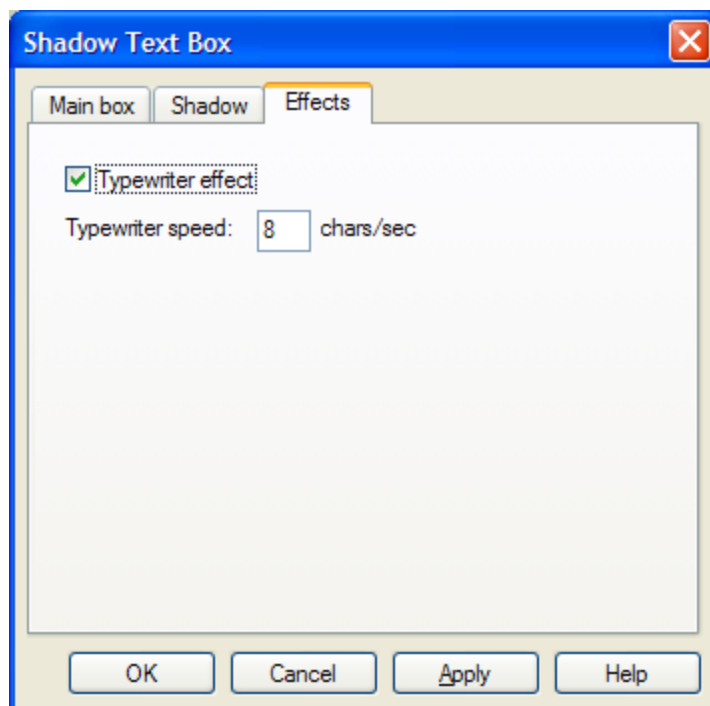 Shadow Text Box
Main box Shadow Effects
Typewriter effect
Typewriter speed: 8 chars/sec
OK Cancel Apply Help